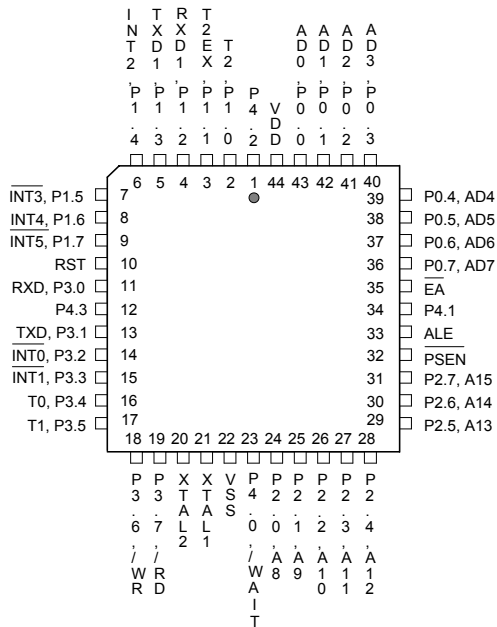 INT2, P1.4
TXD1, P1.3
RXD1, P1.2
T2EX, P1.1
T2, P1.0
P4.2
VDD
AD0, P0.0
AD1, P0.1
AD2, P0.2
AD3, P0.3
6 5 4 3 2 1 44 43 42 41 40
INT3, P1.5 7
INT4, P1.6 8
INT5, P1.7 9
RST 10
RXD, P3.0 11
P4.3 12
TXD, P3.1 13
INT0, P3.2 14
INT1, P3.3 15
T0, P3.4 16
T1, P3.5 17
39 P0.4, AD4
38 P0.5, AD5
37 P0.6, AD6
36 P0.7, AD7
35 EA
34 P4.1
33 ALE
32 PSEN
31 P2.7, A15
30 P2.6, A14
29 P2.5, A13
18 19 20 21 22 23 24 25 26 27 28
P3.6, /WR
P3.7, /RD
XTAL2
XTAL1
VSS
P4.0, /WAIT
P2.0, A8
P2.1, A9
P2.2, A10
P2.3, A11
P2.4, A12